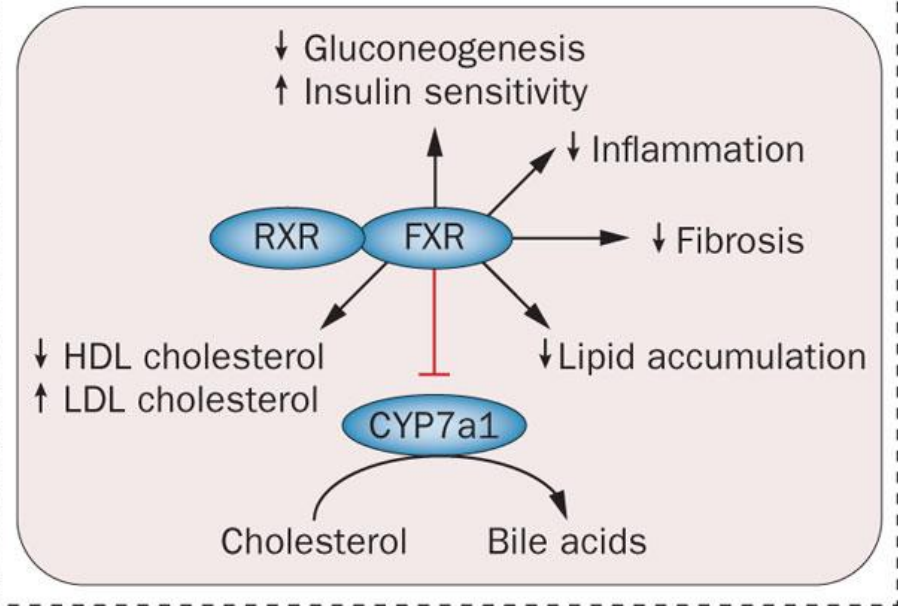 ↓ Gluconeogenesis
↑ Insulin sensitivity
↓ Inflammation
RXR
FXR
↓ Fibrosis
↓ HDL cholesterol
↑ LDL cholesterol
↓ Lipid accumulation
CYP7a1
Cholesterol
Bile acids